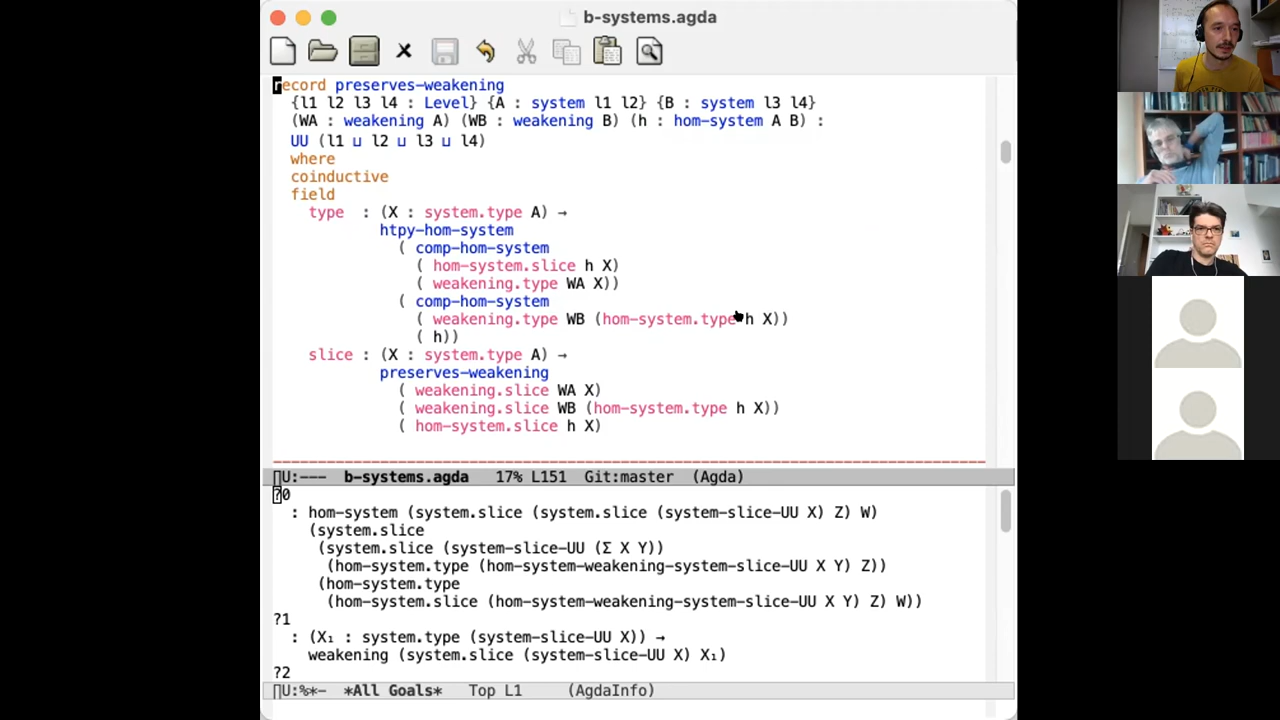 b-systems.agda
record preserves-weakening
{l1 l2 l3 l4 : Level} {A : system l1 l2} {B : system l3 l4}
(WA : weakening A) (WB : weakening B) (h : hom-system A B) :
UU (l1 ⊔ l2 ⊔ l3 ⊔ l4)
where
coinductive
field
type : (X : system.type A) →
htpy-hom-system
( comp-hom-system
( hom-system.slice h X)
( weakening.type WA X))
( comp-hom-system
( weakening.type WB (hom-system.type h X))
( h))
slice : (X : system.type A) →
preserves-weakening
( weakening.slice WA X)
( weakening.slice WB (hom-system.type h X))
( hom-system.slice h X)
U:--- b-systems.agda 17% L151 Git:master (Agda)
?0
: hom-system (system.slice (system.slice (system-slice-UU X) Z) W)
(system.slice
(system.slice (system-slice-UU (Σ X Y))
(hom-system.type (hom-system-weakening-system-slice-UU X Y) Z))
(hom-system.type
(hom-system.slice (hom-system-weakening-system-slice-UU X Y) Z) W))
?1
: (X₁ : system.type (system-slice-UU X)) →
weakening (system.slice (system-slice-UU X) X₁)
?2
U:%*- *All Goals* Top L1 (AgdaInfo)